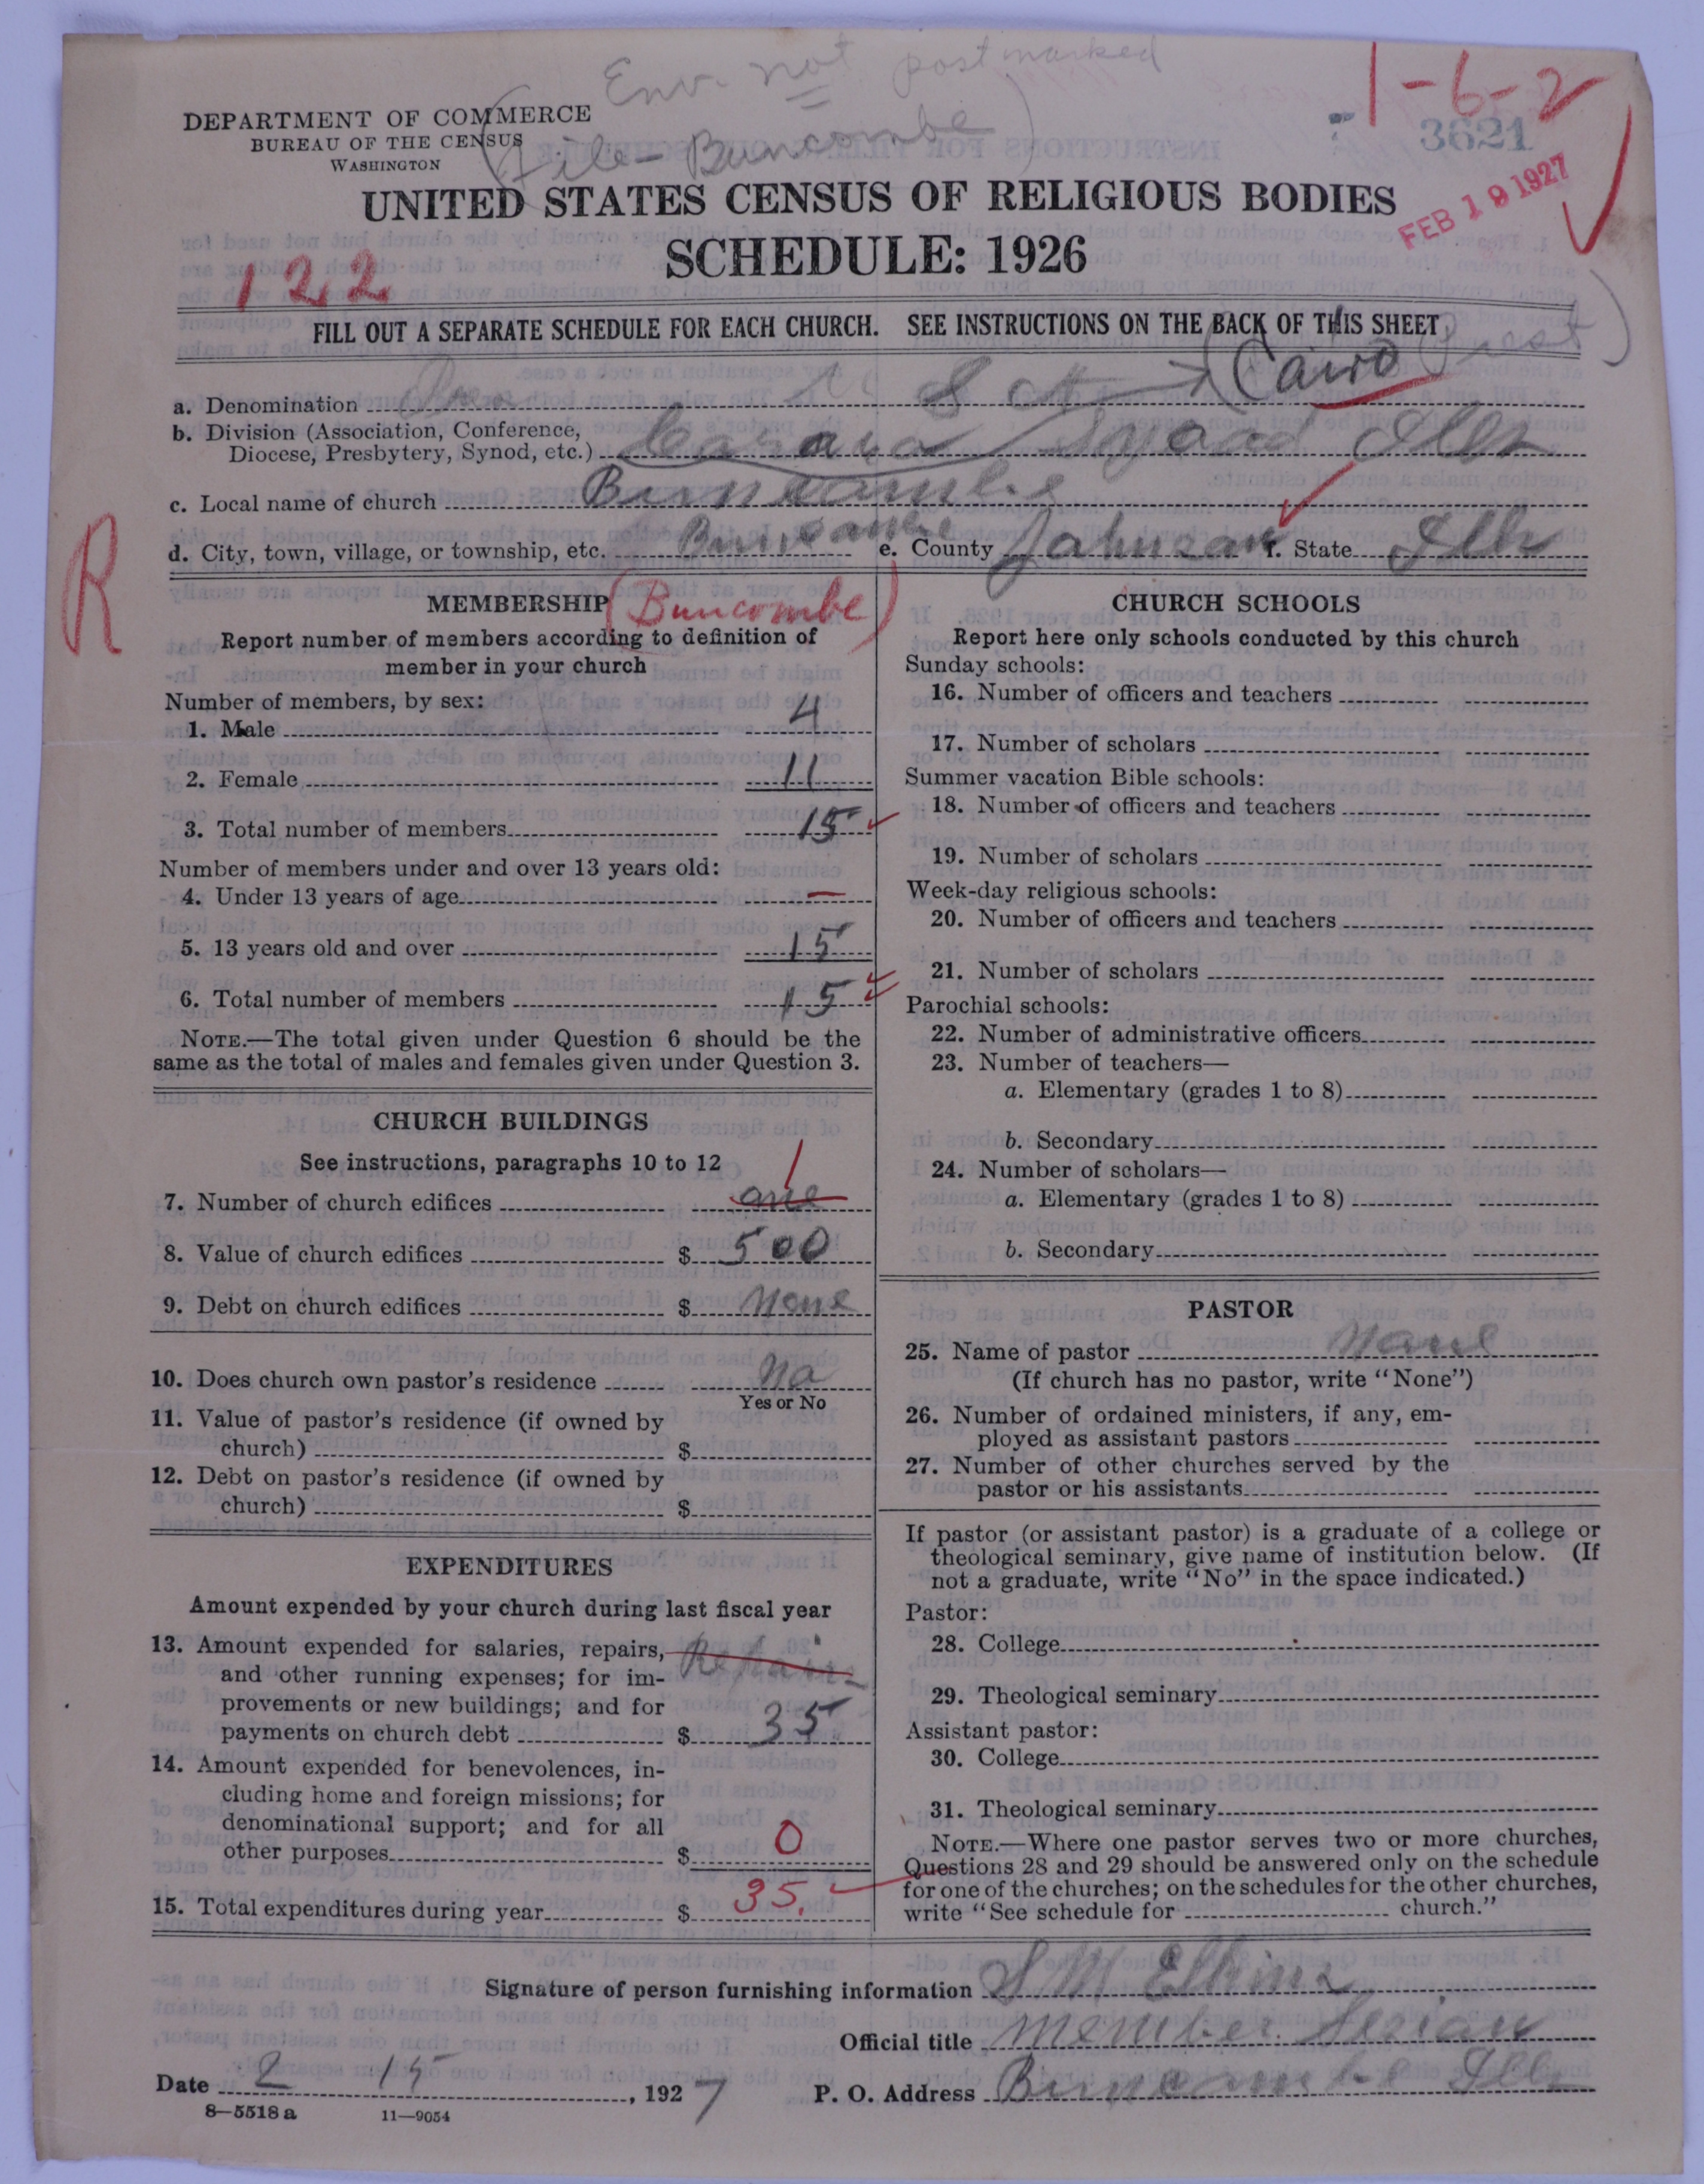 Env. not postmarked
1-6-2
DEPARTMENT OF COMMERCE
BUREAU OF THE CENSUS
WASHINGTON
(File - Buncombe)
3621
FEB 19 1927
UNITED STATES CENSUS OF RELIGIOUS BODIES
SCHEDULE: 1926
122
FILL OUT A SEPARATE SCHEDULE FOR EACH CHURCH. SEE INSTRUCTIONS ON THE BACK OF THIS SHEET
a. Denomination U S A (Cairo Prest)
b. Division (Association, Conference,
Diocese, Presbytery, Synod, etc.) Synod Ills
c. Local name of church Buncombe
d. City, town, village, or township, etc. Buncombe e. County Johnson f. State Ills
R
MEMBERSHIP (Buncombe)
Report number of members according to definition of
member in your church
Number of members, by sex:
1. Male 4
2. Female 11
3. Total number of members 15
Number of members under and over 13 years old:
4. Under 13 years of age —
5. 13 years old and over 15
6. Total number of members 15
NOTE.—The total given under Question 6 should be the
same as the total of males and females given under Question 3.
CHURCH BUILDINGS
See instructions, paragraphs 10 to 12
7. Number of church edifices one 1
8. Value of church edifices $ 500
9. Debt on church edifices $ None
10. Does church own pastor's residence No
Yes or No
11. Value of pastor's residence (if owned by
church) $
12. Debt on pastor's residence (if owned by
church) $
EXPENDITURES
Amount expended by your church during last fiscal year
13. Amount expended for salaries, repairs, Repairs
and other running expenses; for im-
provements or new buildings; and for
payments on church debt $ 35
14. Amount expended for benevolences, in-
cluding home and foreign missions; for
denominational support; and for all
other purposes $ 0
15. Total expenditures during year $ 35.
CHURCH SCHOOLS
Report here only schools conducted by this church
Sunday schools:
16. Number of officers and teachers
17. Number of scholars
Summer vacation Bible schools:
18. Number of officers and teachers
19. Number of scholars
Week-day religious schools:
20. Number of officers and teachers
21. Number of scholars
Parochial schools:
22. Number of administrative officers
23. Number of teachers—
a. Elementary (grades 1 to 8)
b. Secondary
24. Number of scholars—
a. Elementary (grades 1 to 8)
b. Secondary
PASTOR
25. Name of pastor None
(If church has no pastor, write "None")
26. Number of ordained ministers, if any, em-
ployed as assistant pastors
27. Number of other churches served by the
pastor or his assistants
If pastor (or assistant pastor) is a graduate of a college or
theological seminary, give name of institution below. (If
not a graduate, write "No" in the space indicated.)
Pastor:
28. College
29. Theological seminary
Assistant pastor:
30. College
31. Theological seminary
NOTE.—Where one pastor serves two or more churches,
Questions 28 and 29 should be answered only on the schedule
for one of the churches; on the schedules for the other churches,
write "See schedule for church."
Signature of person furnishing information S M Elkins
Official title Member Sesion
Date 2 15, 1927 P. O. Address Buncombe Ills
8—5518 a 11—9054